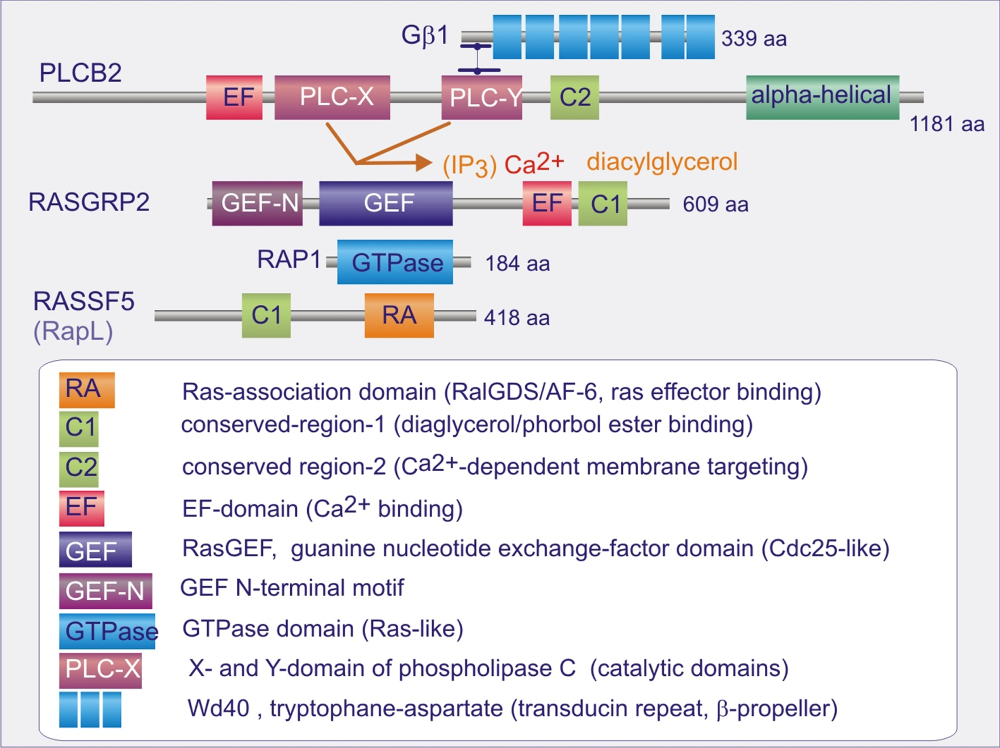 Gβ1 339 aa
PLCB2
EF PLC-X PLC-Y C2 alpha-helical
1181 aa
(IP3) Ca2+ diacylglycerol
RASGRP2 GEF-N GEF EF C1 609 aa
RAP1 GTPase 184 aa
RASSF5 C1 RA 418 aa
(RapL)
RA Ras-association domain (RalGDS/AF-6, ras effector binding)
C1 conserved-region-1 (diaglycerol/phorbol ester binding)
C2 conserved region-2 (Ca2+-dependent membrane targeting)
EF EF-domain (Ca2+ binding)
GEF RasGEF, guanine nucleotide exchange-factor domain (Cdc25-like)
GEF-N GEF N-terminal motif
GTPase GTPase domain (Ras-like)
PLC-X X- and Y-domain of phospholipase C (catalytic domains)
Wd40 , tryptophane-aspartate (transducin repeat, β-propeller)